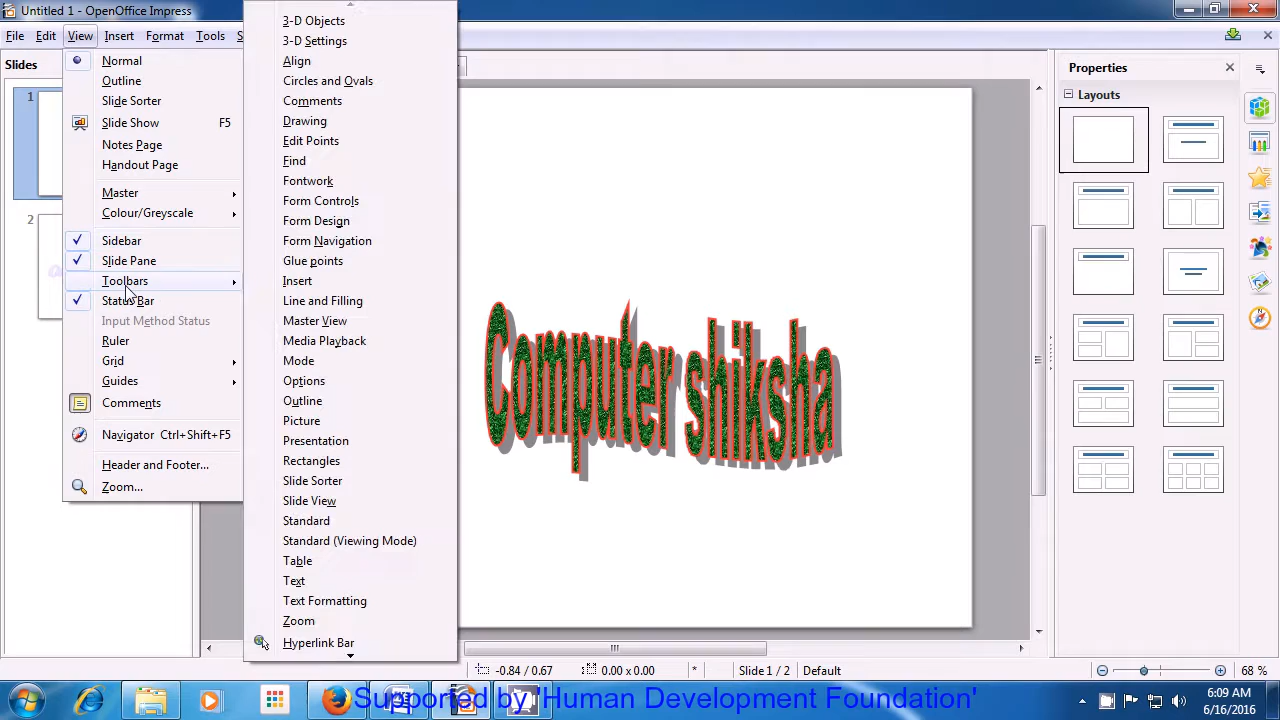 Untitled 1 - OpenOffice Impress
File Edit View Insert Format Tools S
Slides
Normal
Outline
Slide Sorter
Slide Show F5
Notes Page
Handout Page
Master
Colour/Greyscale
Sidebar
Slide Pane
Toolbars
Status Bar
Input Method Status
Ruler
Grid
Guides
Comments
Navigator Ctrl+Shift+F5
Header and Footer...
Zoom...
1
2
3-D Objects
3-D Settings
Align
Circles and Ovals
Comments
Drawing
Edit Points
Find
Fontwork
Form Controls
Form Design
Form Navigation
Glue points
Insert
Line and Filling
Master View
Media Playback
Mode
Options
Outline
Picture
Presentation
Rectangles
Slide Sorter
Slide View
Standard
Standard (Viewing Mode)
Table
Text
Text Formatting
Zoom
Hyperlink Bar
Computer shiksha
Properties
Layouts
-0.84 / 0.67 0.00 x 0.00 * Slide 1 / 2 Default 68 %
Supported by 'Human Development Foundation'
6:09 AM
6/16/2016